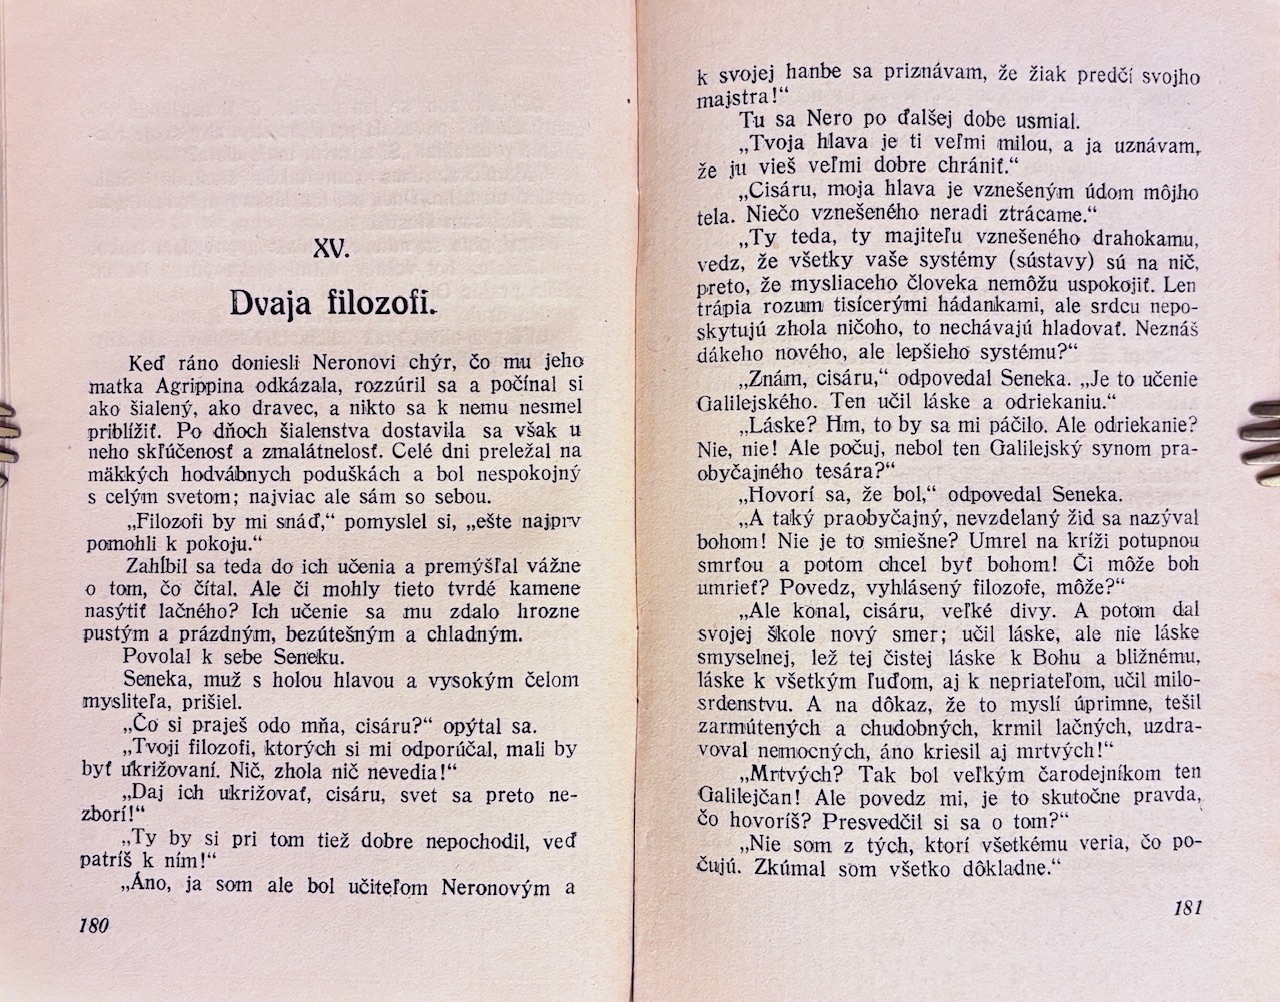 XV.
Dvaja filozofi.
Keď ráno doniesli Neronovi chýr, čo mu jeho
matka Agrippina odkázala, rozzúril sa a počínal si
ako šialený, ako dravec, a nikto sa k nemu nesmel
priblížiť. Po dňoch šialenstva dostavila sa však u
neho skľúčenosť a zmalátnelosť. Celé dni preležal na
mäkkých hodvábnych poduškách a bol nespokojný
s celým svetom; najviac ale sám so sebou.
„Filozofi by mi snáď,“ pomyslel si, „ešte najprv
pomohli k pokoju.“
Zahĺbil sa teda do ich učenia a premýšľal vážne
o tom, čo čítal. Ale či mohly tieto tvrdé kamene
nasýtiť lačného? Ich učenie sa mu zdalo hrozne
pustým a prázdným, bezútešným a chladným.
Povolal k sebe Seneku.
Seneka, muž s holou hlavou a vysokým čelom
mysliteľa, prišiel.
„Čo si praješ odo mňa, cisáru?“ opýtal sa.
„Tvoji filozofi, ktorých si mi odporúčal, mali by
byť ukrižovaní. Nič, zhola nič nevedia!“
„Daj ich ukrižovať, cisáru, svet sa preto ne-
zborí!“
„Ty by si pri tom tiež dobre nepochodil, veď
patríš k ním!“
„Áno, ja som ale bol učiteľom Neronovým a
180
k svojej hanbe sa priznávam, že žiak predčí svojho
majstra!“
Tu sa Nero po ďalšej dobe usmial.
„Tvoja hlava je ti veľmi milou, a ja uznávam,
že ju vieš veľmi dobre chrániť.“
„Cisáru, moja hlava je vznešeným údom môjho
tela. Niečo vznešeného neradi ztrácame.“
„Ty teda, ty majiteľu vznešeného drahokamu,
vedz, že všetky vaše systémy (sústavy) sú na nič,
preto, že mysliaceho človeka nemôžu uspokojiť. Len
trápia rozum tisícerými hádankami, ale srdcu nepo-
skytujú zhola ničoho, to nechávajú hladovať. Neznáš
dákeho nového, ale lepšieho systému?“
„Znám, cisáru,“ odpovedal Seneka. „Je to učenie
Galilejského. Ten učil láske a odriekaniu.“
„Láske? Hm, to by sa mi páčilo. Ale odriekanie?
Nie, nie! Ale počuj, nebol ten Galilejský synom pra-
obyčajného tesára?“
„Hovorí sa, že bol,“ odpovedal Seneka.
„A taký praobyčajný, nevzdelaný žid sa nazýval
bohom! Nie je to smiešne? Umrel na kríži potupnou
smrťou a potom chcel byť bohom! Či môže boh
umrieť? Povedz, vyhlásený filozofe, môže?“
„Ale konal, cisáru, veľké divy. A potom dal
svojej škole nový smer; učil láske, ale nie láske
smyselnej, lež tej čistej láske k Bohu a bližnému,
láske k všetkým ľuďom, aj k nepriateľom, učil milo-
srdenstvu. A na dôkaz, že to myslí úprimne, tešil
zarmútených a chudobných, krmil lačných, uzdra-
voval nemocných, áno kriesil aj mrtvých!“
„Mrtvých? Tak bol veľkým čarodejníkom ten
Galilejčan! Ale povedz mi, je to skutočne pravda,
čo hovoríš? Presvedčil si sa o tom?“
„Nie som z tých, ktorí všetkému veria, čo po-
čujú. Zkúmal som všetko dôkladne.“
181